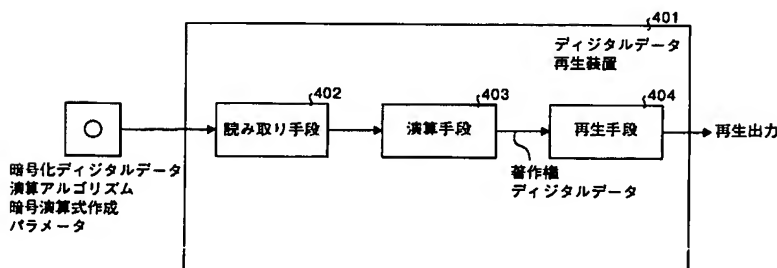 401
ディジタルデータ
再生装置
402
403
404
読み取り手段
演算手段
再生手段
再生出力
暗号化ディジタルデータ
演算アルゴリズム
暗号演算式作成
パラメータ
著作権
ディジタルデータ